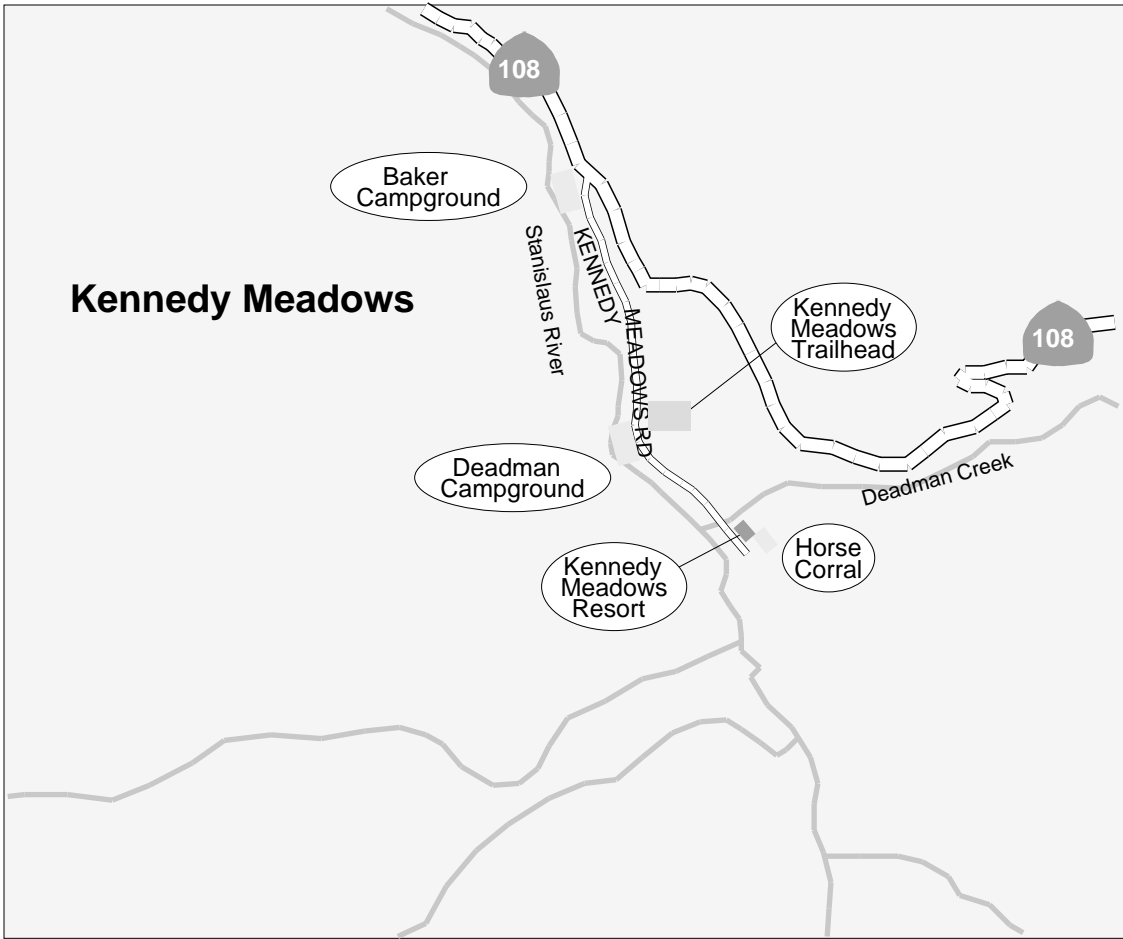 108
Baker
Campground
Stanislaus River
KENNEDY
MEADOWS RD
Kennedy Meadows
Kennedy
Meadows
Trailhead
108
Deadman
Campground
Deadman Creek
Kennedy
Meadows
Resort
Horse
Corral